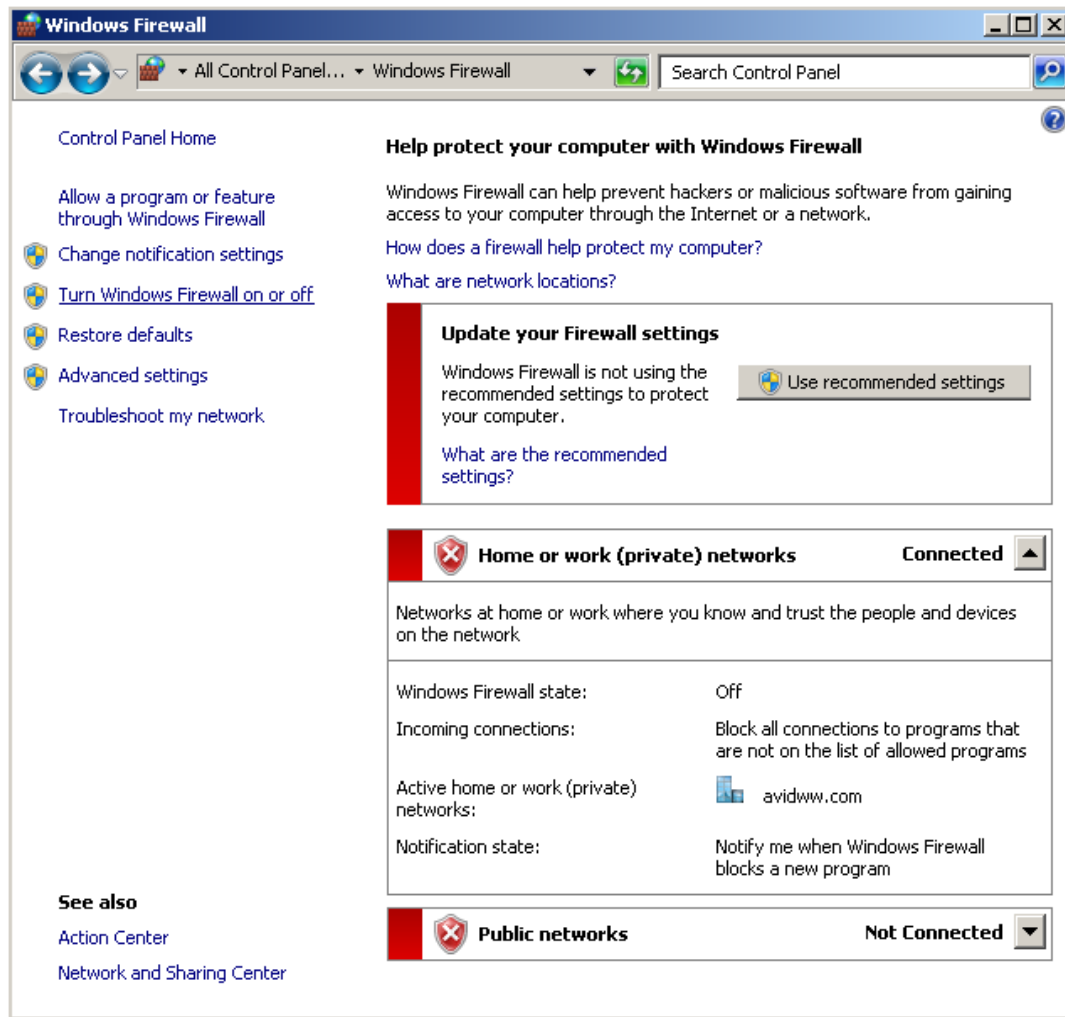 Windows Firewall
All Control Panel... Windows Firewall
Search Control Panel
Control Panel Home
Allow a program or feature
through Windows Firewall
Change notification settings
Turn Windows Firewall on or off
Restore defaults
Advanced settings
Troubleshoot my network
See also
Action Center
Network and Sharing Center
Help protect your computer with Windows Firewall
Windows Firewall can help prevent hackers or malicious software from gaining
access to your computer through the Internet or a network.
How does a firewall help protect my computer?
What are network locations?
Update your Firewall settings
Windows Firewall is not using the
recommended settings to protect
your computer.
Use recommended settings
What are the recommended
settings?
Home or work (private) networks Connected
Networks at home or work where you know and trust the people and devices
on the network
Windows Firewall state: Off
Incoming connections: Block all connections to programs that
are not on the list of allowed programs
Active home or work (private)
networks:
avidww.com
Notification state: Notify me when Windows Firewall
blocks a new program
Public networks Not Connected